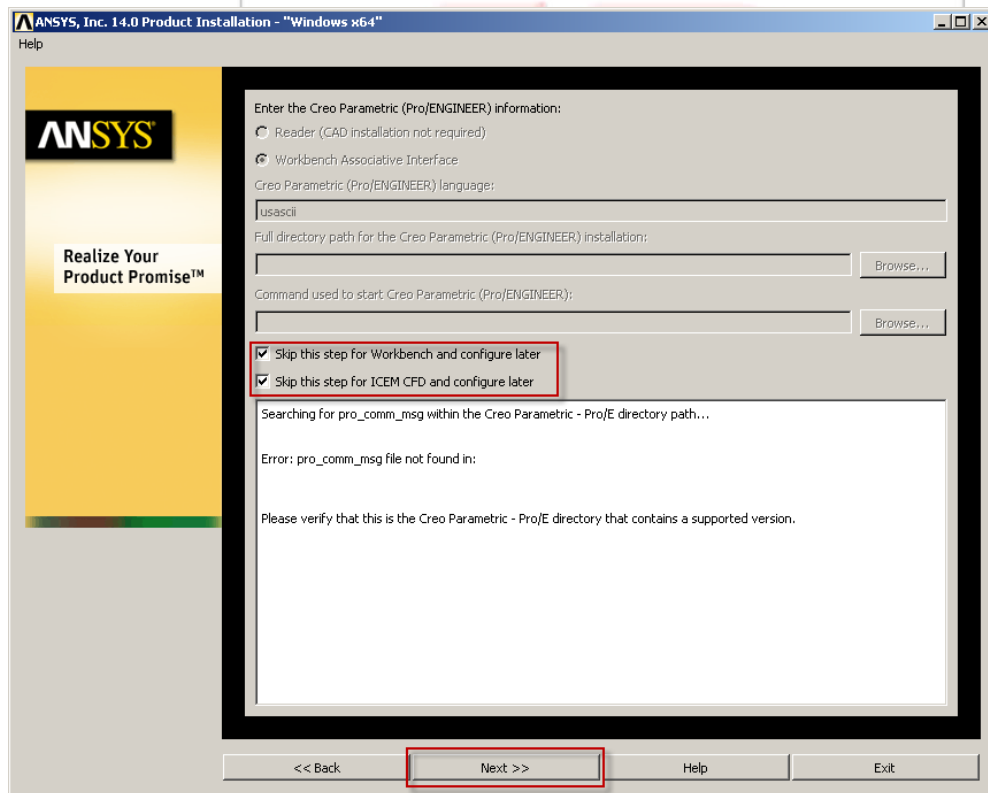 ANSYS, Inc. 14.0 Product Installation - "Windows x64"
Help
ANSYS
Realize Your
Product Promise™
Enter the Creo Parametric (Pro/ENGINEER) information:
Reader (CAD installation not required)
Workbench Associative Interface
Creo Parametric (Pro/ENGINEER) language:
usascii
Full directory path for the Creo Parametric (Pro/ENGINEER) installation:
Browse...
Command used to start Creo Parametric (Pro/ENGINEER):
Browse...
Skip this step for Workbench and configure later
Skip this step for ICEM CFD and configure later
Searching for pro_comm_msg within the Creo Parametric - Pro/E directory path...
Error: pro_comm_msg file not found in:
Please verify that this is the Creo Parametric - Pro/E directory that contains a supported version.
<< Back
Next >>
Help
Exit